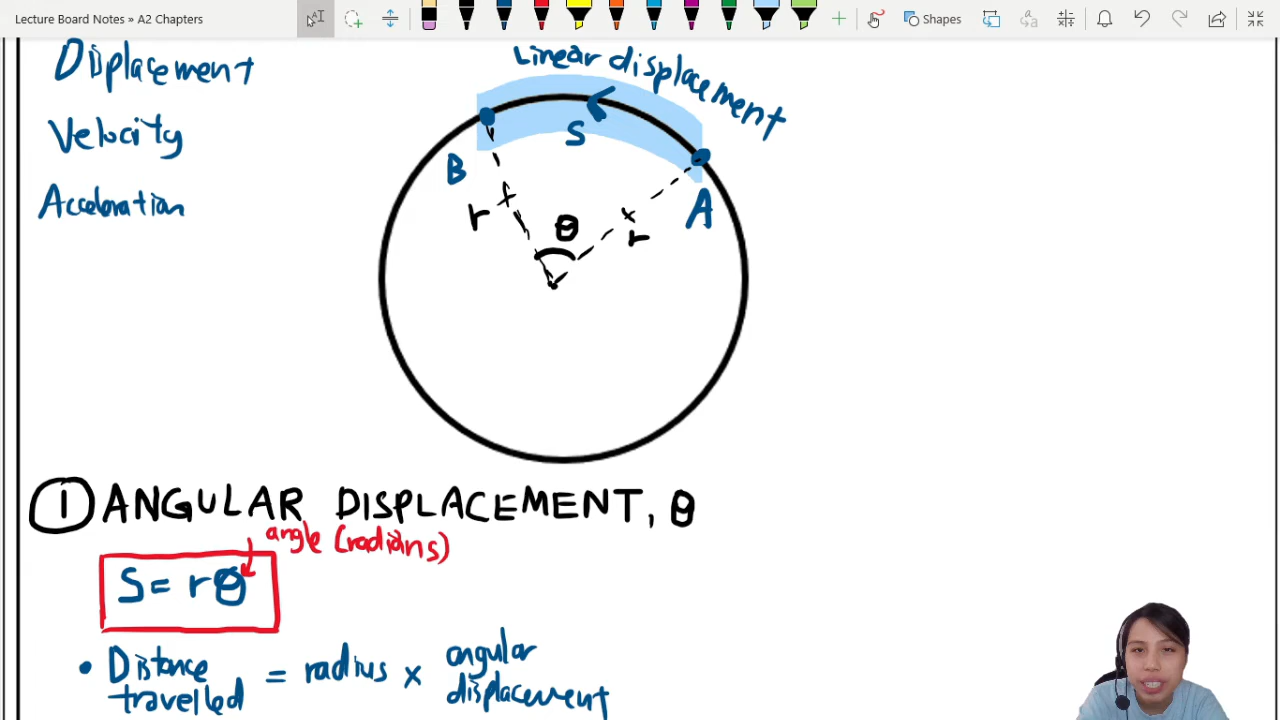 Lecture Board Notes » A2 Chapters
Shapes
Displacement
Velocity
Acceleration
Linear displacement
S
B
A
r
θ
r
① ANGULAR DISPLACEMENT, θ
angle (radians)
S = rθ
• Distance travelled = radius × angular displacement